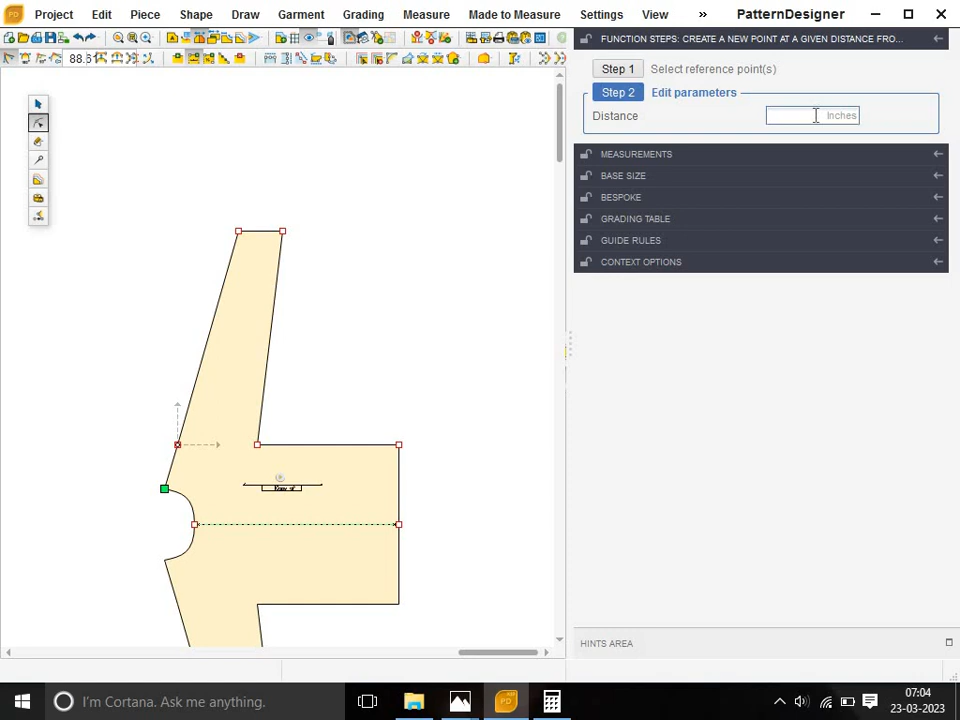 Project Edit Piece Shape Draw Garment Grading Measure Made to Measure Settings View » PatternDesigner
88.6
FUNCTION STEPS: CREATE A NEW POINT AT A GIVEN DISTANCE FRO...
Step 1 Select reference point(s)
Step 2 Edit parameters
Distance Inches
MEASUREMENTS
BASE SIZE
BESPOKE
GRADING TABLE
GUIDE RULES
CONTEXT OPTIONS
Kopy of
HINTS AREA
I'm Cortana. Ask me anything.
PD
07:04
23-03-2023